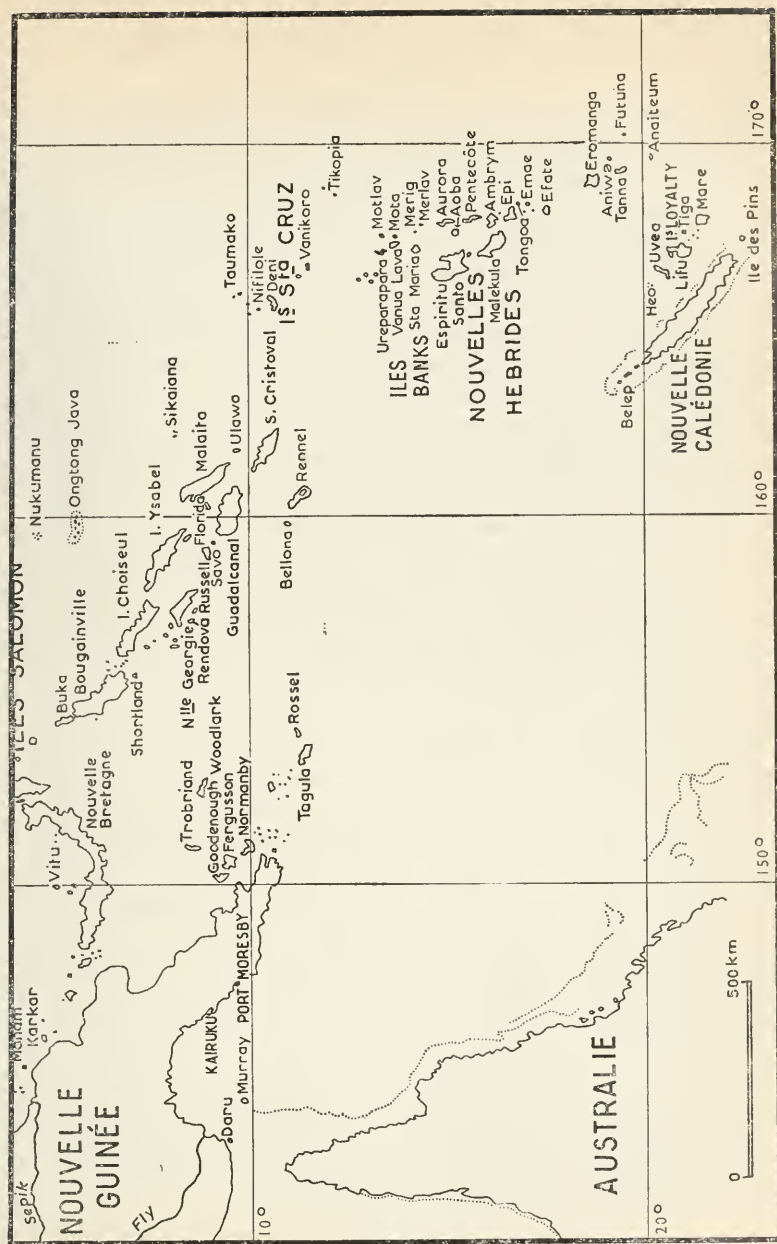 Sepik
Manam
Karkar
NOUVELLE
GUINÉE
Fly
Daru
Murray
KAIRUKU
PORT MORESBY
Vitu
Nouvelle
Bretagne
ILES SALOMON
Buka
Bougainville
Shortland
I. Choiseul
I. Ysabel
Nukumanu
Ongtong Java
Sikaiana
Malaita
Ulawa
Florida
Russell
Savo
Nlle Georgie
Rendova
Guadalcanal
S. Cristoval
Bellona
Rennel
Trobriand
Woodlark
Goodenough
Fergusson
Normanby
Tagula
Rossel
Taumako
Nifilole
Deni
Is Sta CRUZ
Vanikoro
Tikopia
Ureparapara
Motlav
Vanua Lava
Mota
ILES
BANKS
Sta Maria
Merig
Merlav
Espiritu
Santo
Aurora
Aoba
Pentecôte
NOUVELLES
HEBRIDES
Malekula
Ambrym
Epi
Tongoa
Emae
Efate
Eromanga
Aniwa
Tanna
Futuna
Anaiteum
Belep
Heo
Uvea
Is LOYALTY
Lifu
Tiga
Mare
NOUVELLE
CALÉDONIE
Ile des Pins
AUSTRALIE
10°
20°
150°
160°
170°
0
500 km